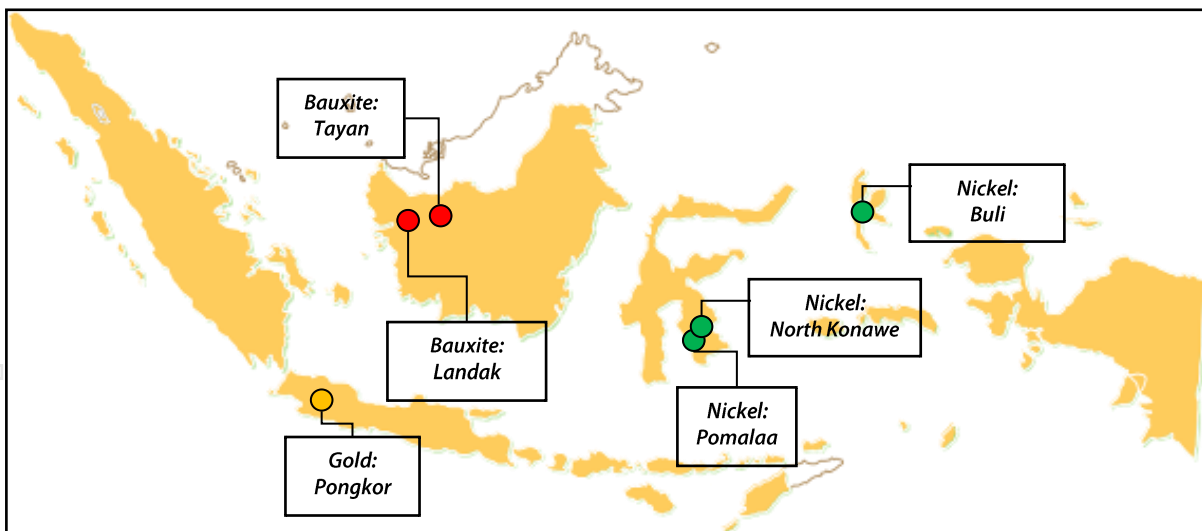 Bauxite:
Tayan
Nickel:
Buli
Nickel:
North Konawe
Bauxite:
Landak
Nickel:
Pomalaa
Gold:
Pongkor